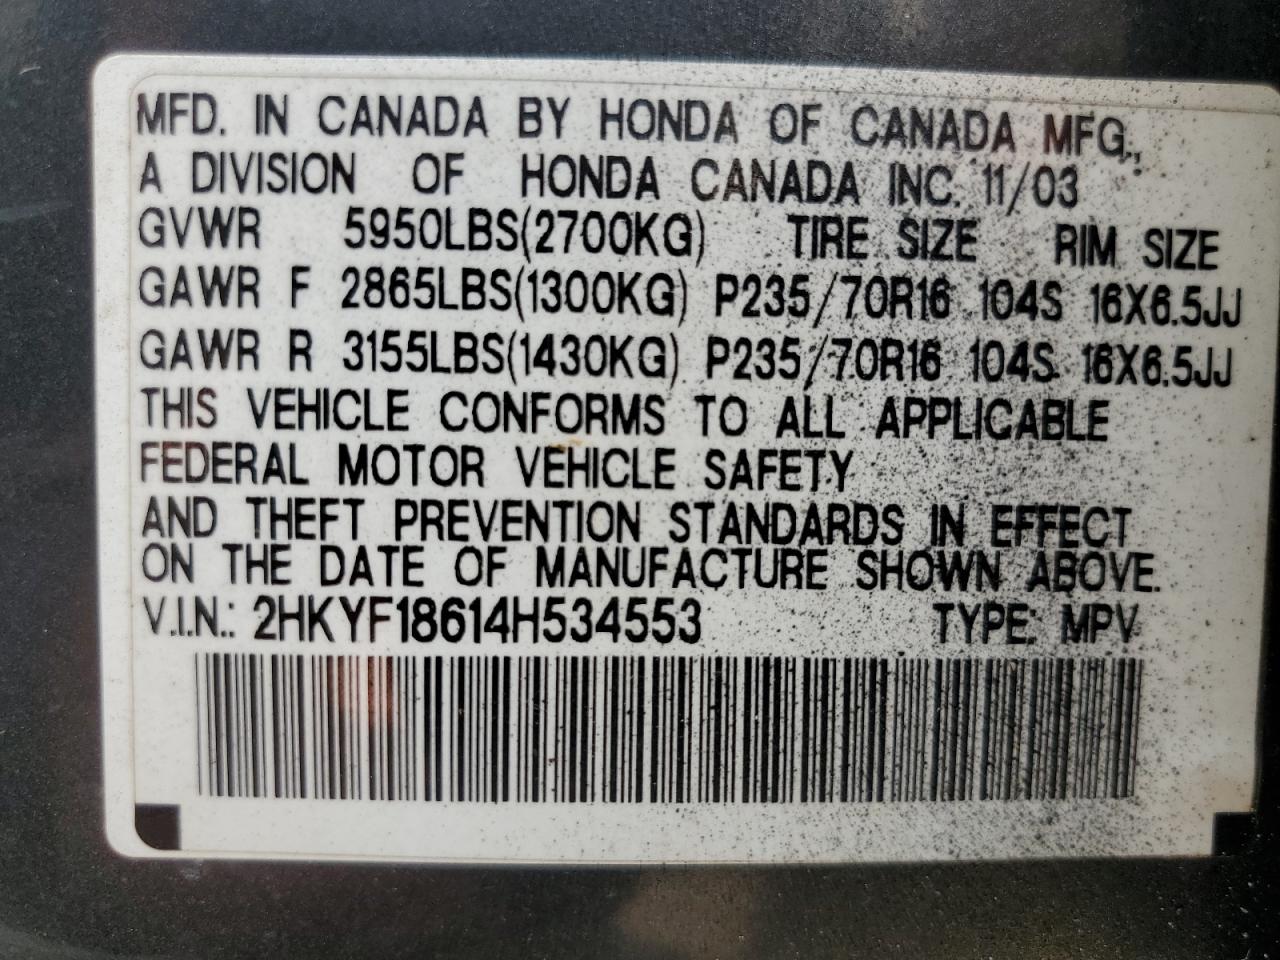 MFD. IN CANADA BY HONDA OF CANADA MFG.,
A DIVISION OF HONDA CANADA INC. 11/03
GVWR 5950LBS(2700KG) TIRE SIZE RIM SIZE
GAWR F 2865LBS(1300KG) P235/70R16 104S 16X6.5JJ
GAWR R 3155LBS(1430KG) P235/70R16 104S 16X6.5JJ
THIS VEHICLE CONFORMS TO ALL APPLICABLE
FEDERAL MOTOR VEHICLE SAFETY
AND THEFT PREVENTION STANDARDS IN EFFECT
ON THE DATE OF MANUFACTURE SHOWN ABOVE.
V.I.N.: 2HKYF18614H534553 TYPE: MPV